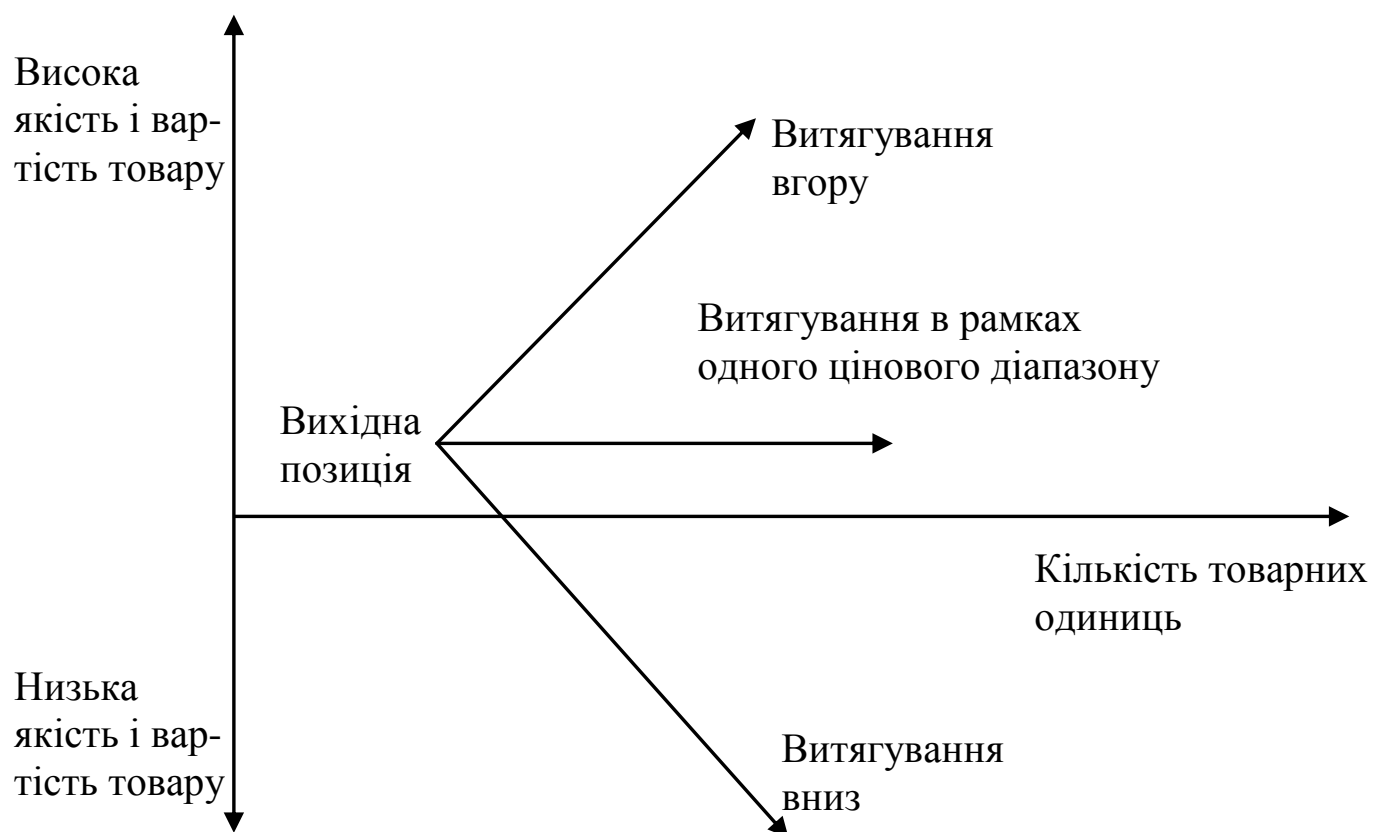 Висока
якість і вар-
тість товару
Витягування
вгору
Витягування в рамках
одного цінового діапазону
Вихідна
позиція
Кількість товарних
одиниць
Низька
якість і вар-
тість товару
Витягування
вниз